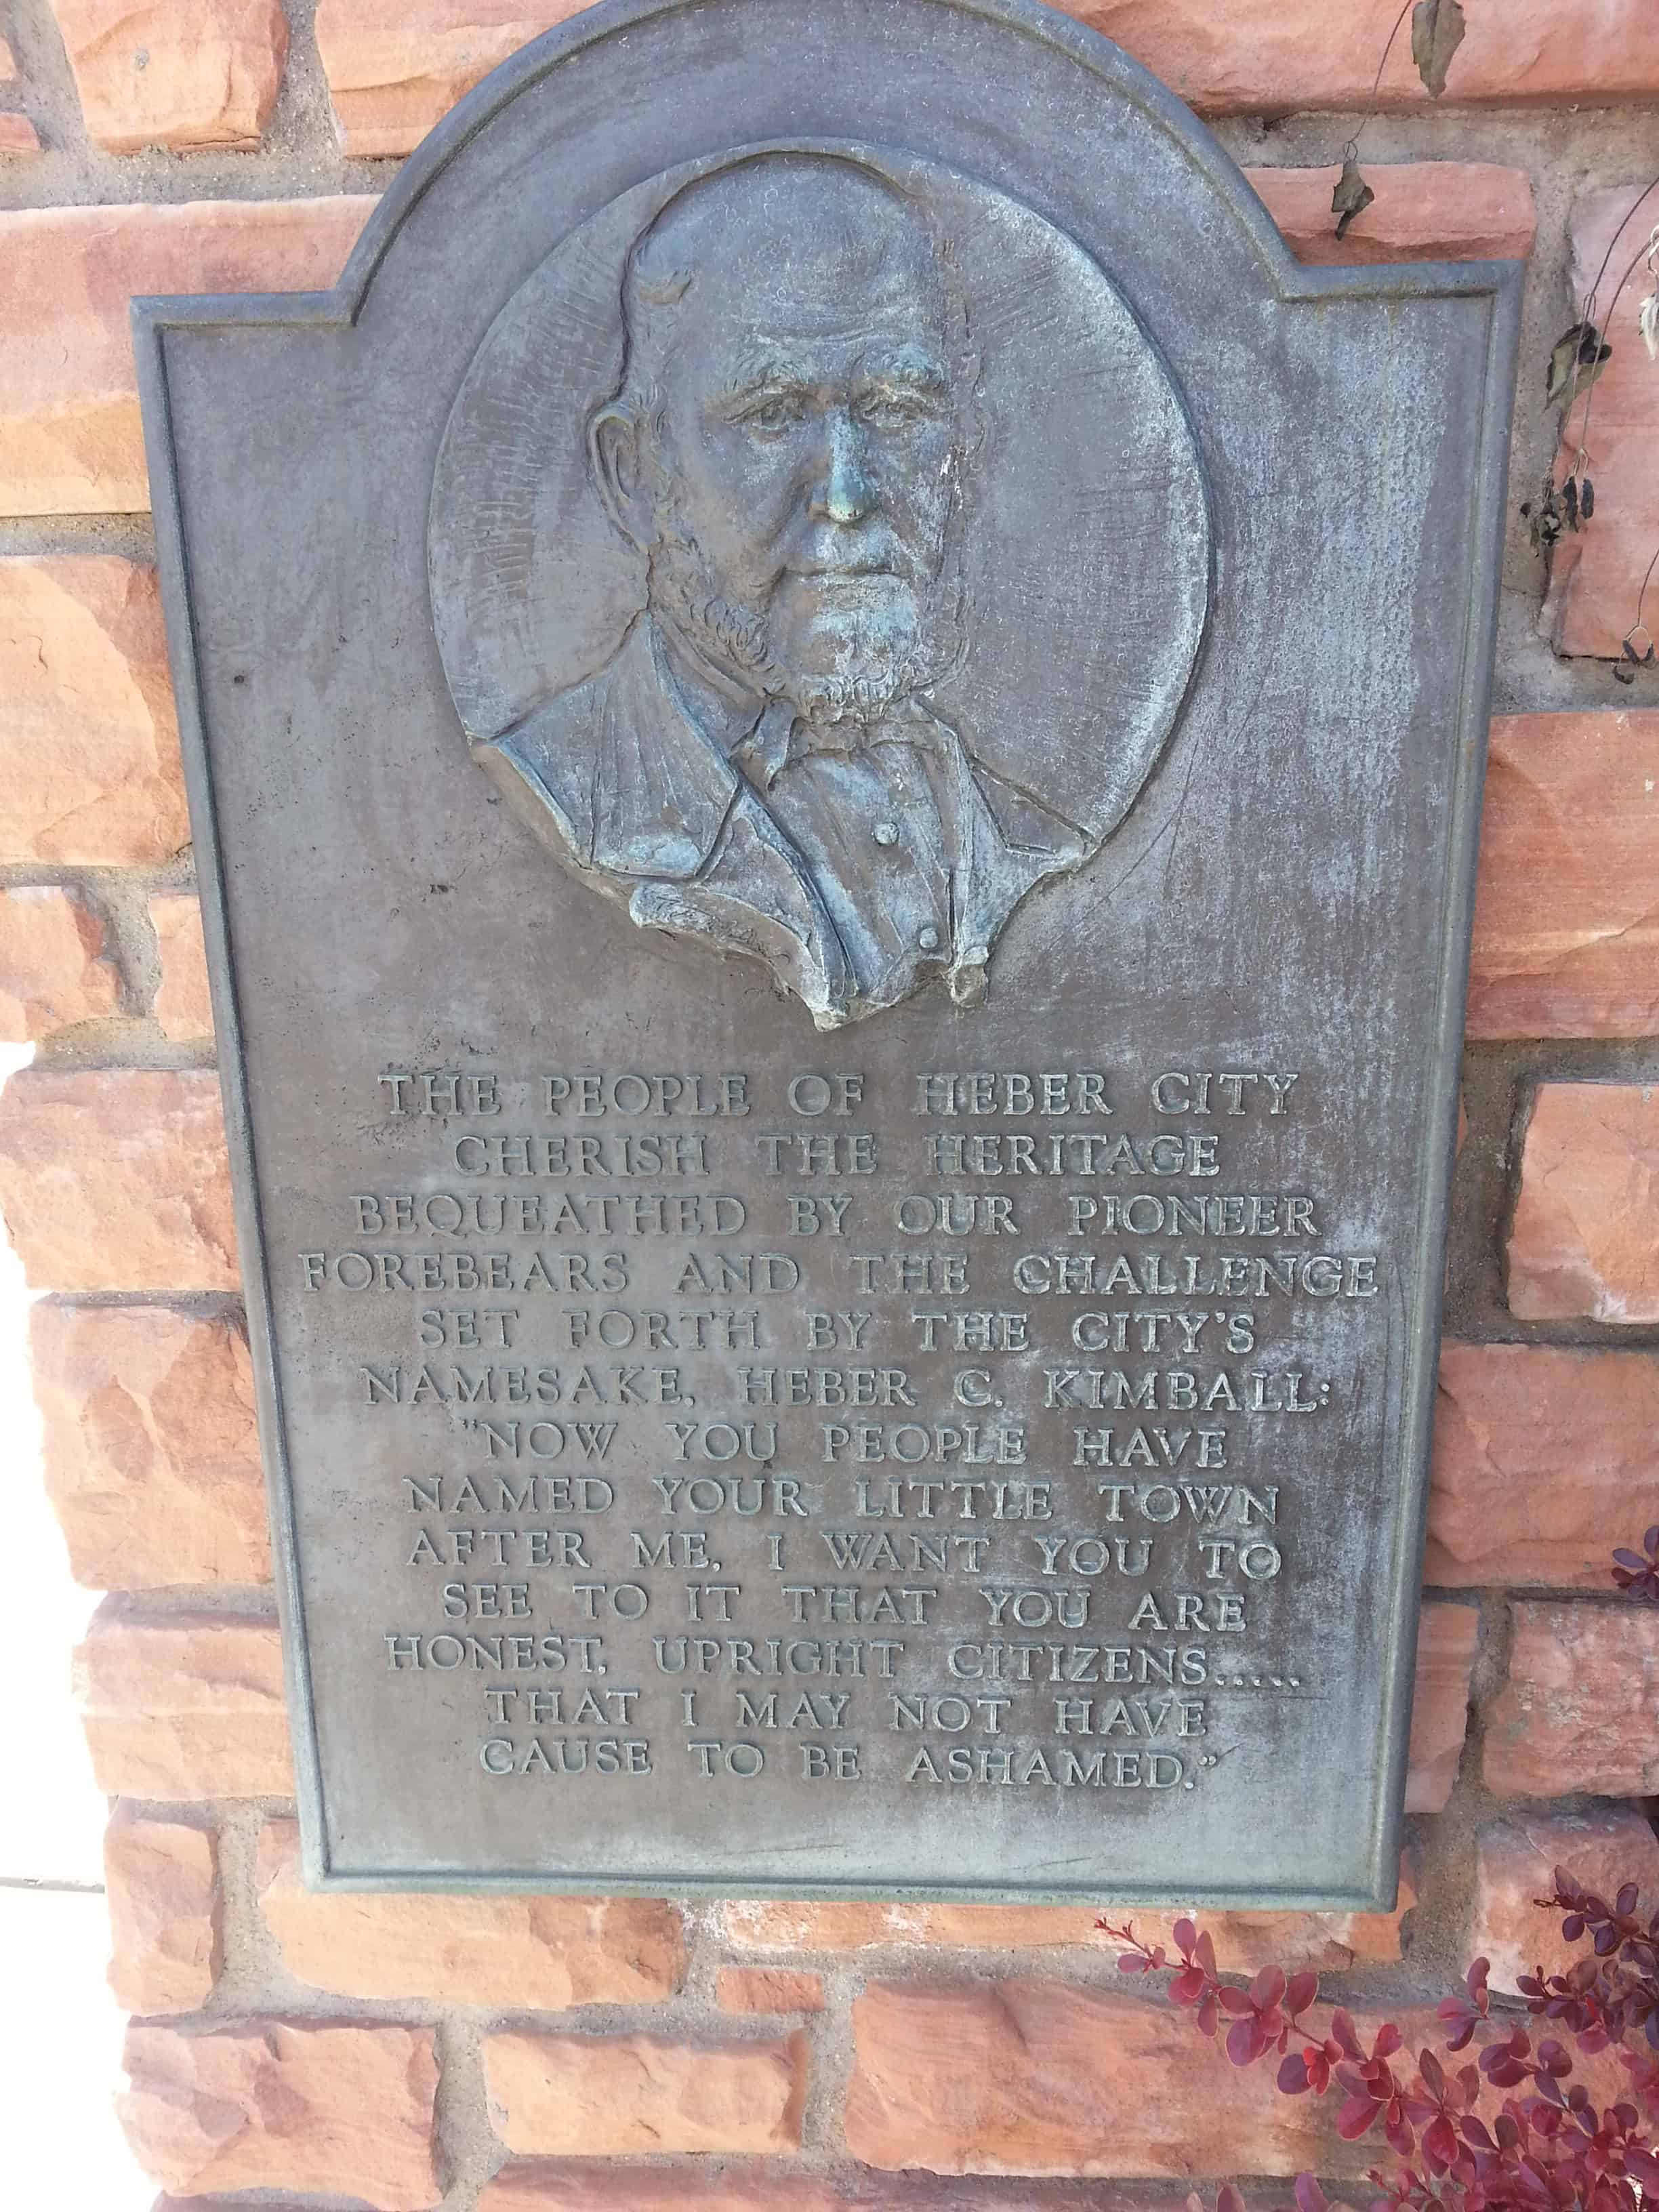 THE PEOPLE OF HEBER CITY
CHERISH THE HERITAGE
BEQUEATHED BY OUR PIONEER
FOREBEARS AND THE CHALLENGE
SET FORTH BY THE CITY'S
NAMESAKE, HEBER C. KIMBALL:
"NOW YOU PEOPLE HAVE
NAMED YOUR LITTLE TOWN
AFTER ME, I WANT YOU TO
SEE TO IT THAT YOU ARE
HONEST, UPRIGHT CITIZENS.....
THAT I MAY NOT HAVE
CAUSE TO BE ASHAMED."